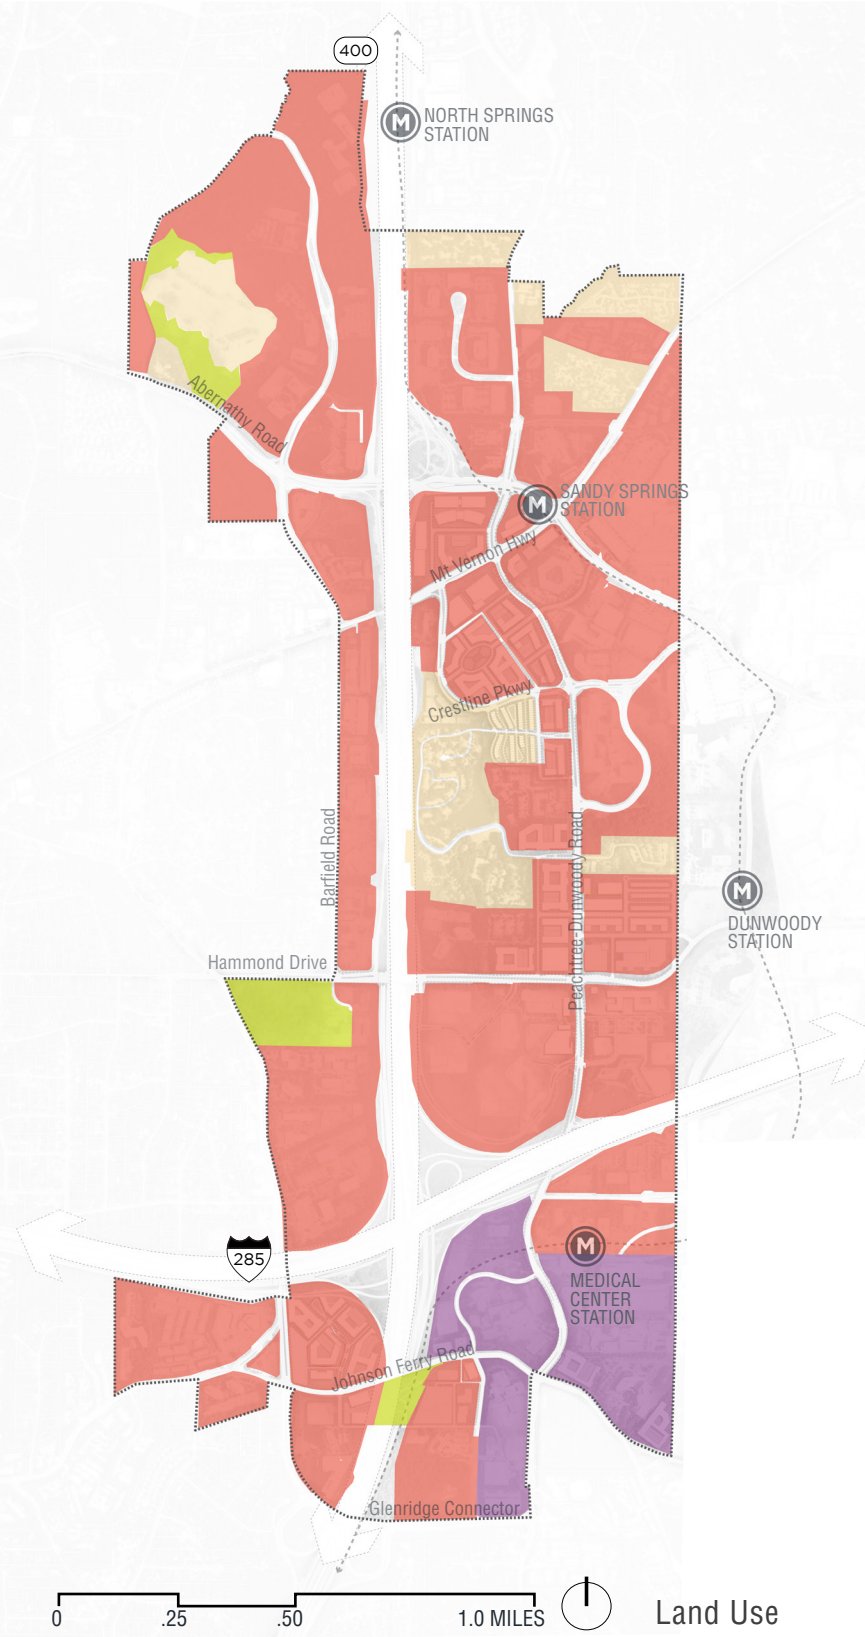 400
M
NORTH SPRINGS
STATION
Abernathy Road
M
SANDY SPRINGS
STATION
Mt Vernon Hwy
Crestline Pkwy
Barfield Road
Peachtree-Dunwoody Road
M
DUNWOODY
STATION
Hammond Drive
285
M
MEDICAL
CENTER
STATION
Johnson Ferry Road
Glenridge Connector
0
.25
.50
1.0 MILES
Land Use